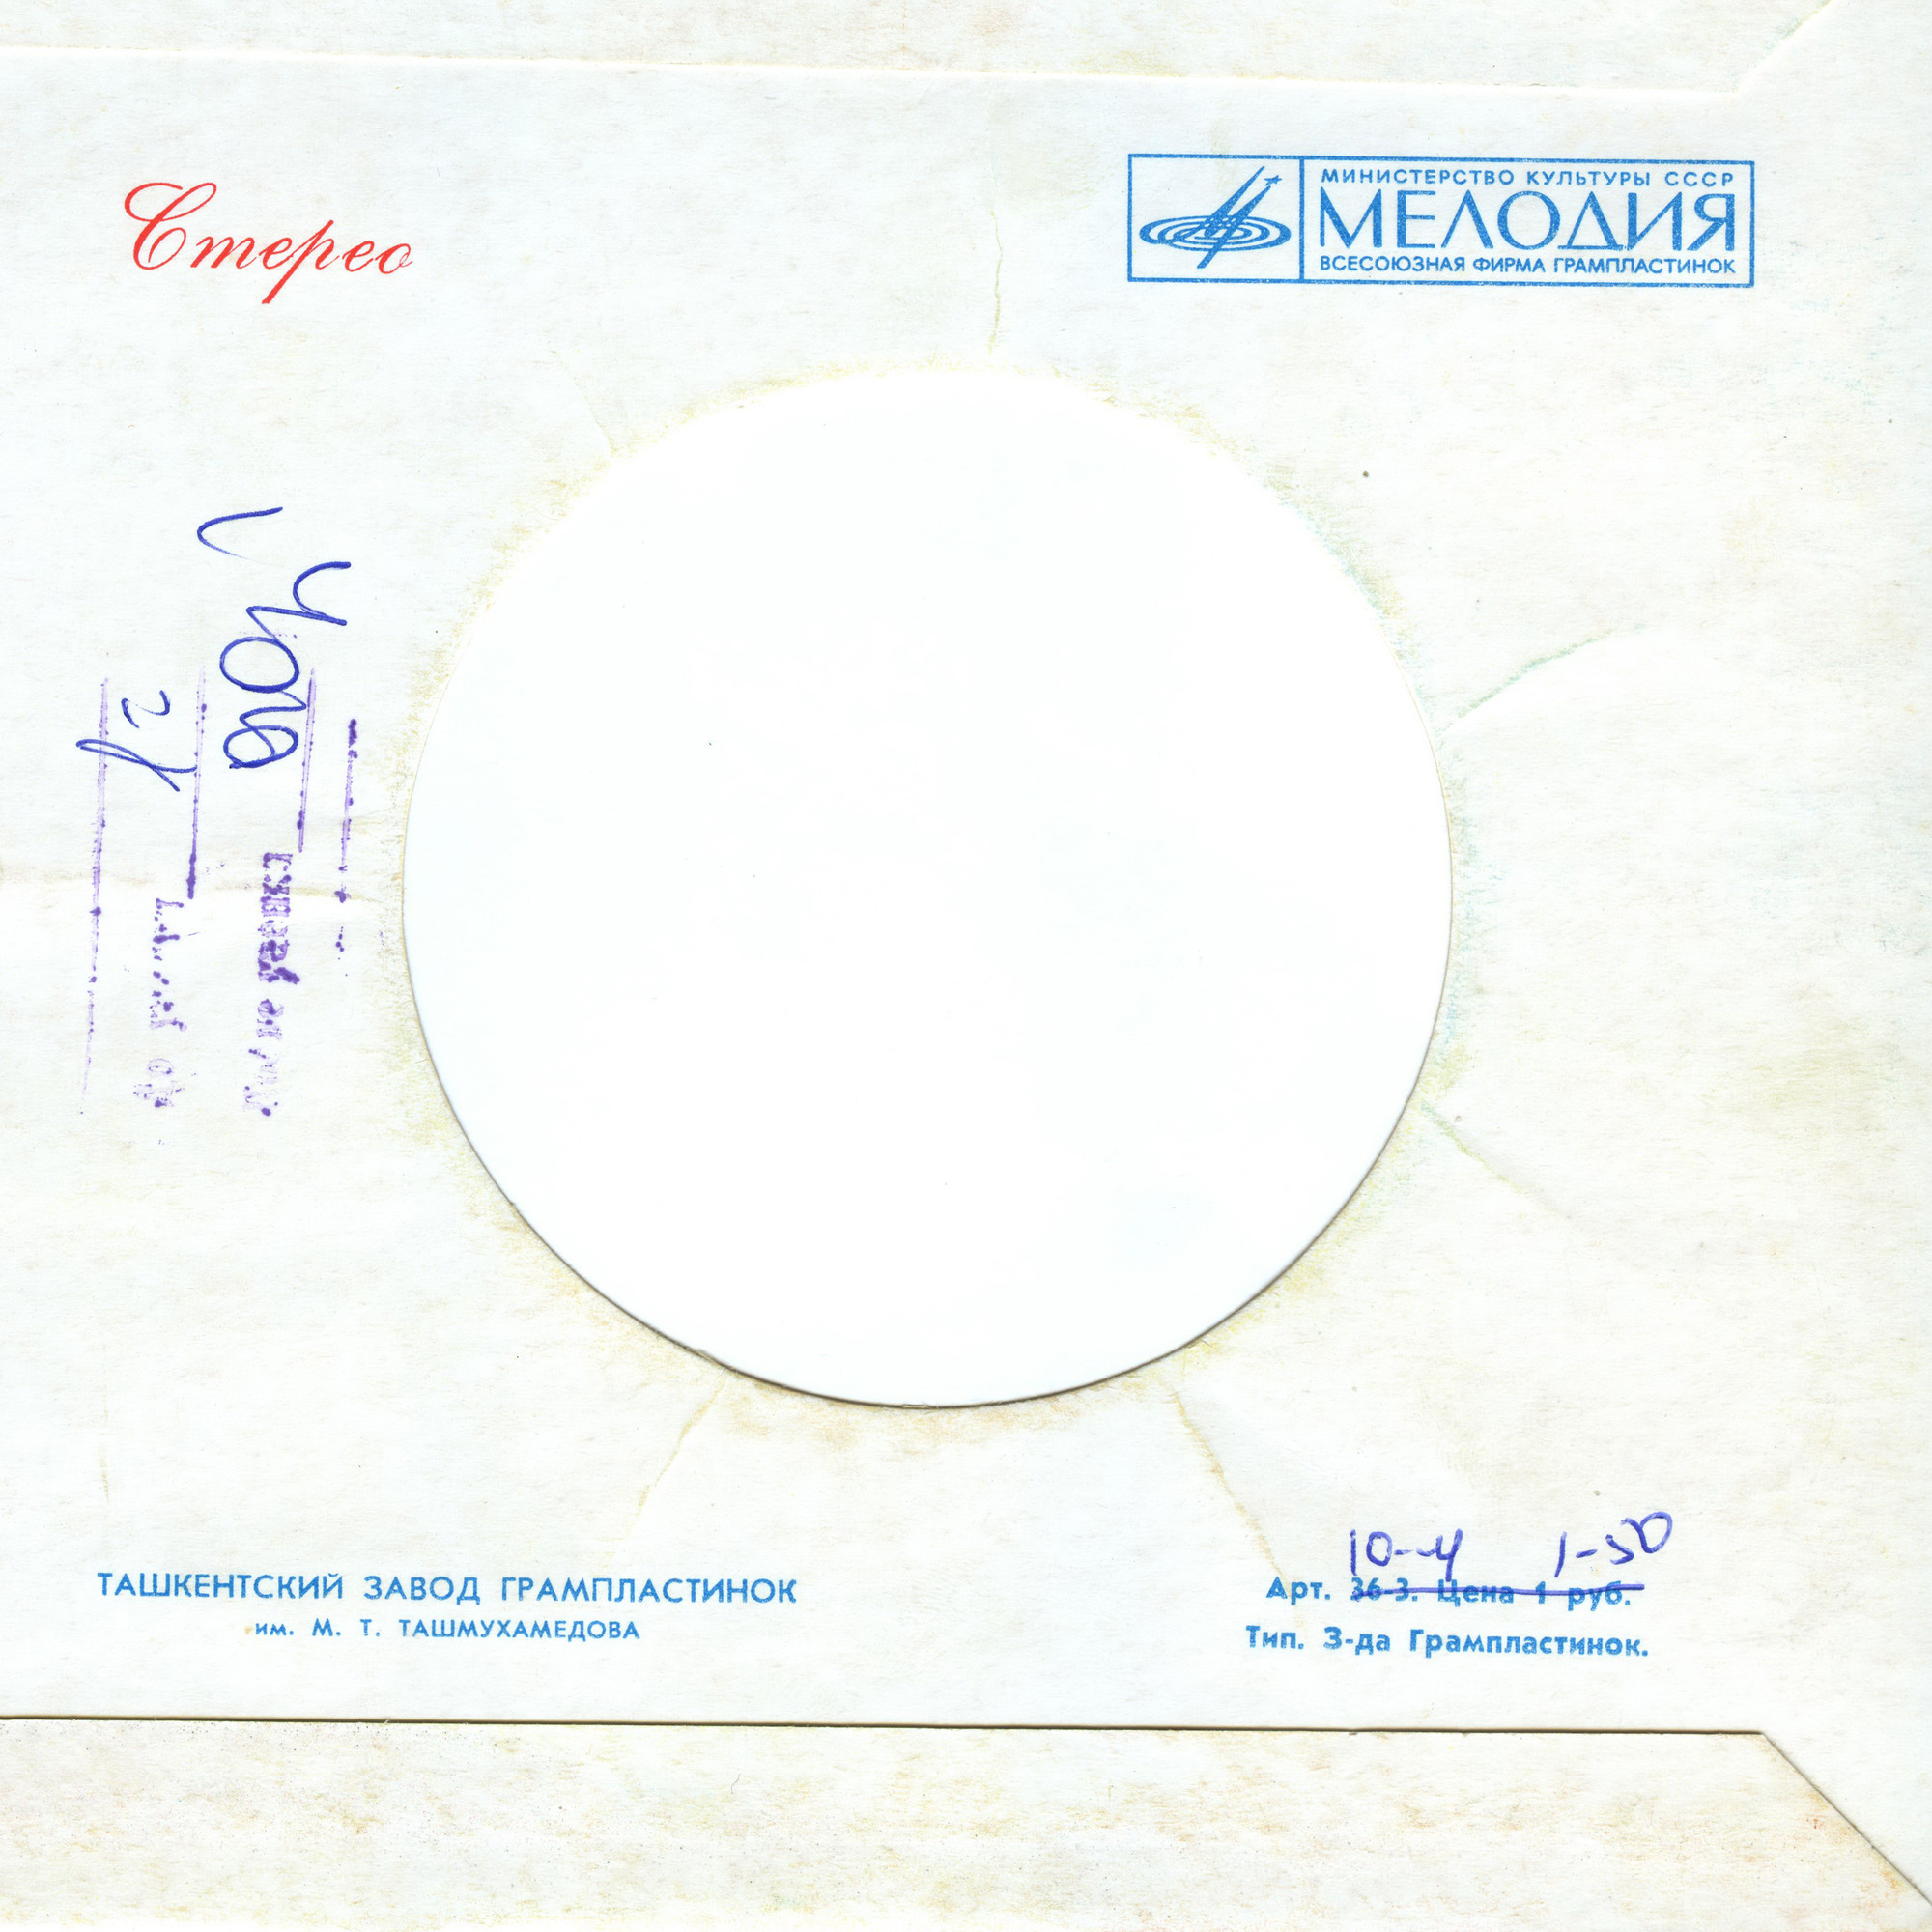 Стерео
МИНИСТЕРСТВО КУЛЬТУРЫ СССР
МЕЛОДИЯ
ВСЕСОЮЗНАЯ ФИРМА ГРАМПЛАСТИНОК
ТАШКЕНТСКИЙ ЗАВОД ГРАМПЛАСТИНОК
им. М. Т. ТАШМУХАМЕДОВА
10-4 1-50
Арт. 36-3. Цена 1 руб.
Тип. З-да Грампластинок.